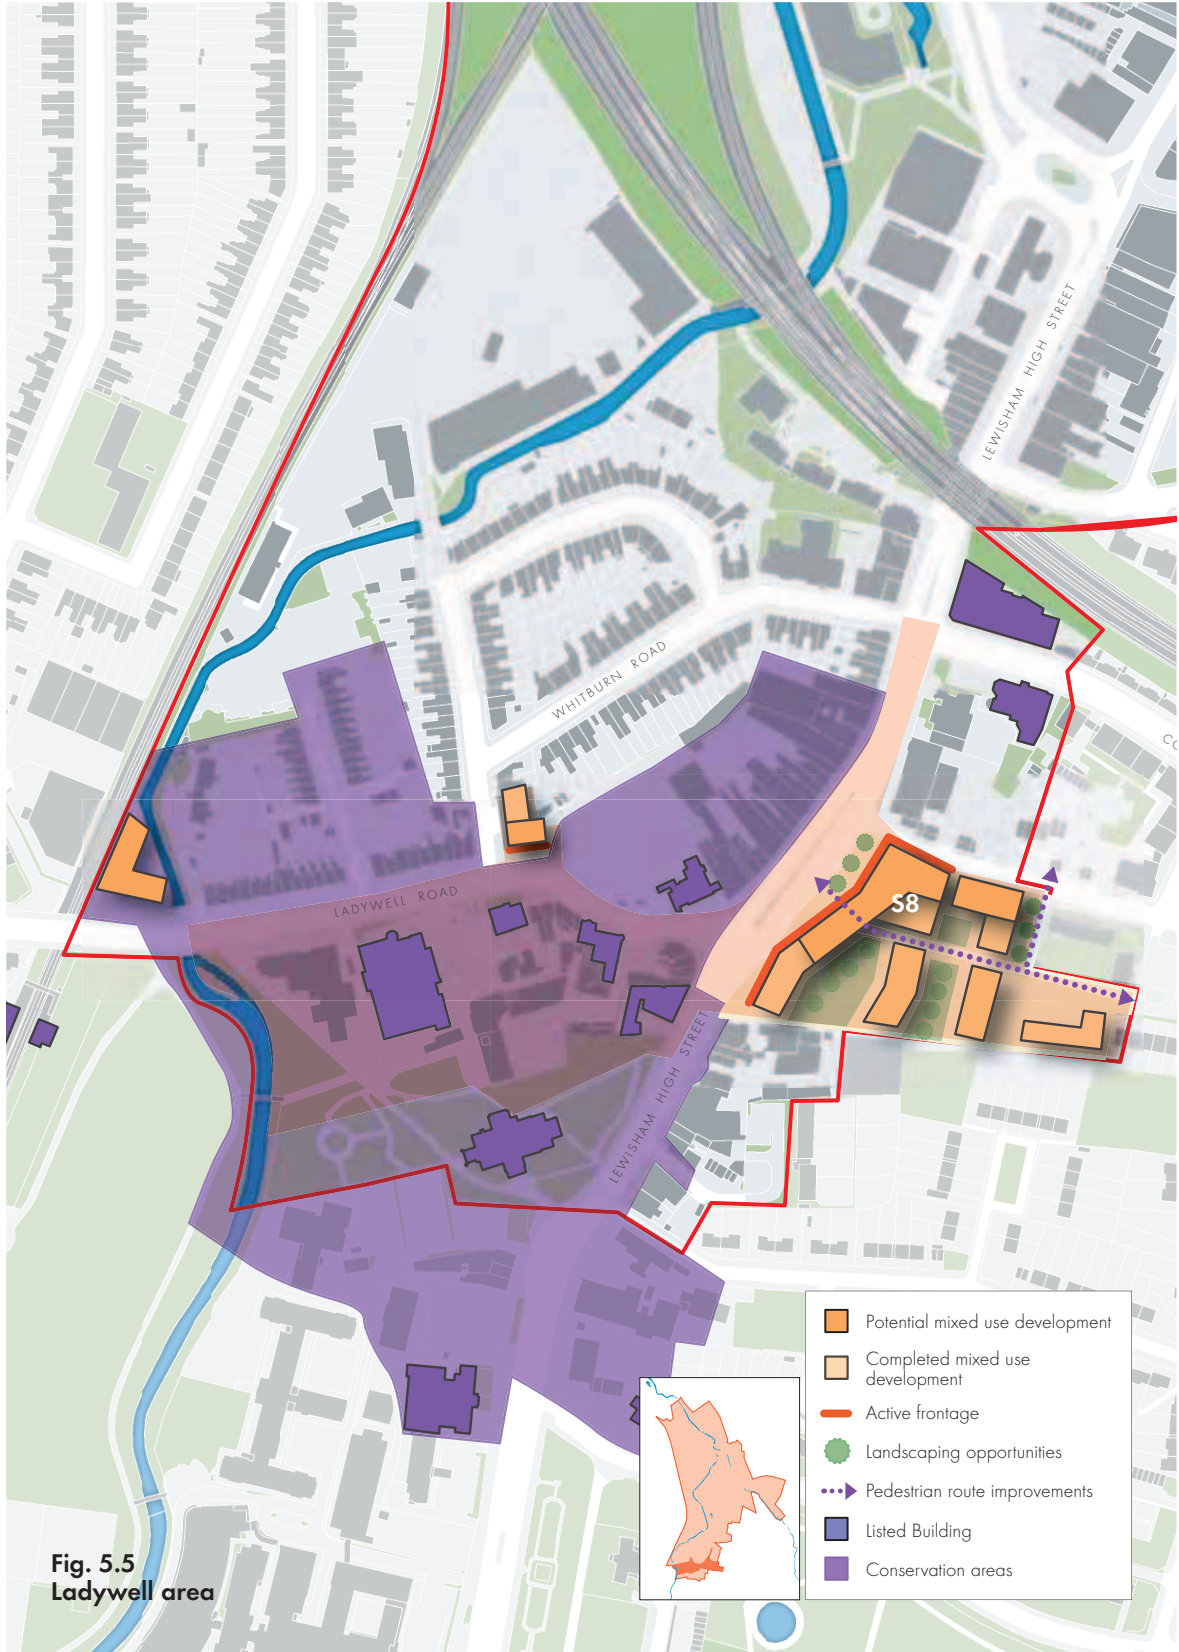 LEWISHAM HIGH STREET
WHITBURN ROAD
CO
LADYWELL ROAD
S8
LEWISHAM HIGH STREET
Potential mixed use development
Completed mixed use
development
Active frontage
Landscaping opportunities
Pedestrian route improvements
Listed Building
Conservation areas
Fig. 5.5
Ladywell area